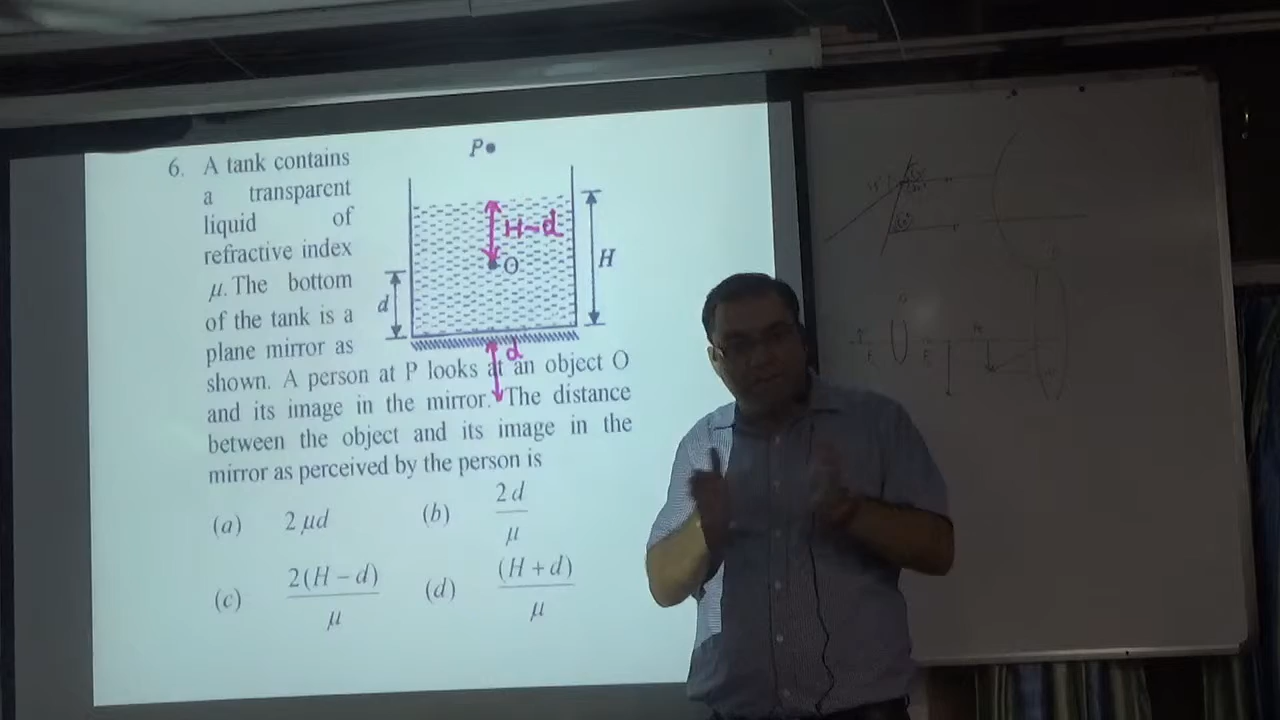 6. A tank contains
a transparent
liquid of
refractive index
μ. The bottom
of the tank is a
plane mirror as
shown. A person at P looks at an object O
and its image in the mirror. The distance
between the object and its image in the
mirror as perceived by the person is
(a) 2 μd (b) 2d/μ
(c) 2(H – d)/μ (d) (H + d)/μ
P
H-d
O
H
d
d